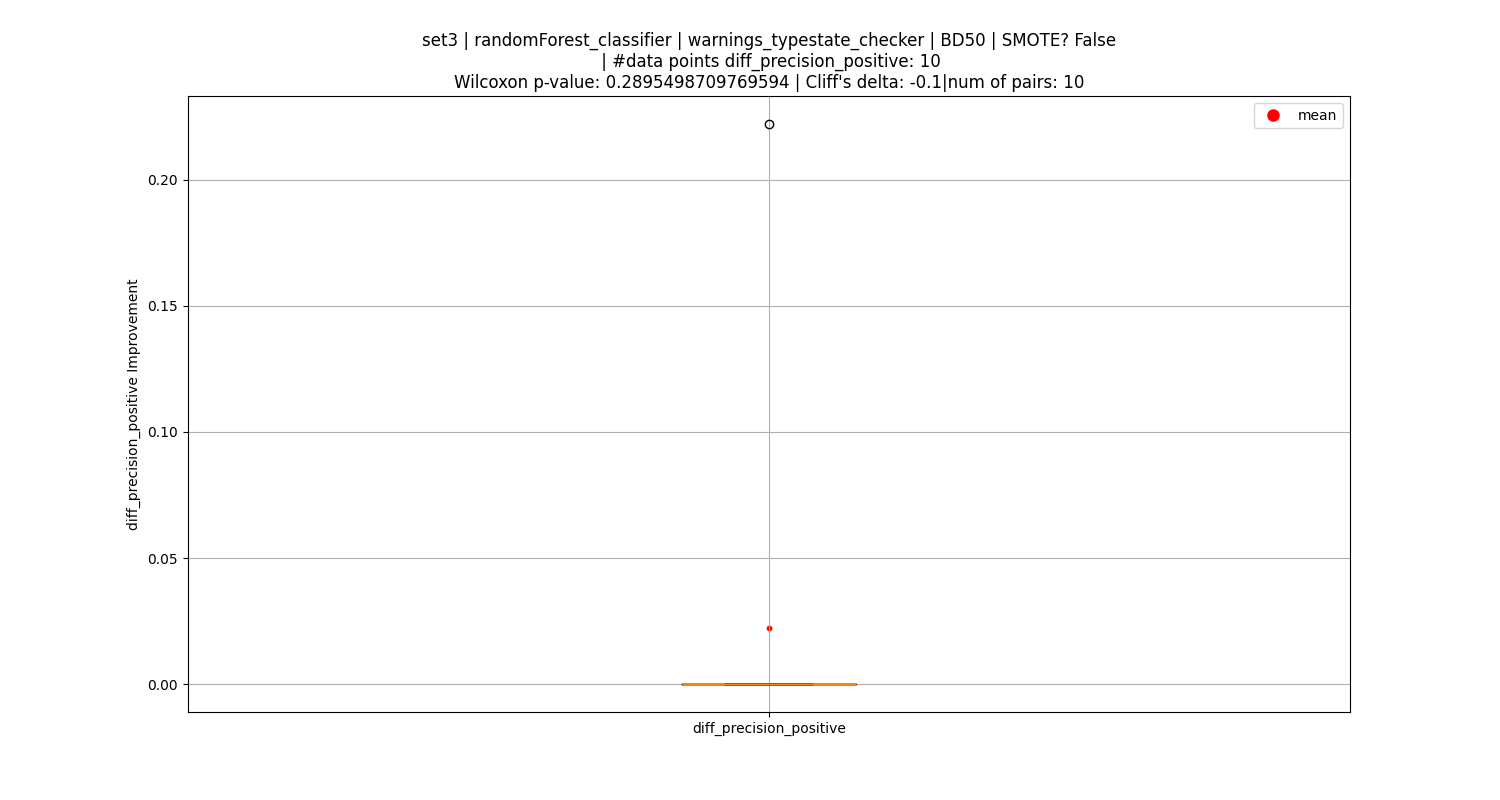 set3 | randomForest_classifier | warnings_typestate_checker | BD50 | SMOTE? False
| #data points diff_precision_positive: 10
Wilcoxon p-value: 0.2895498709769594 | Cliff's delta: -0.1|num of pairs: 10
mean
0.20
0.15
0.10
0.05
0.00
diff_precision_positive Improvement
diff_precision_positive